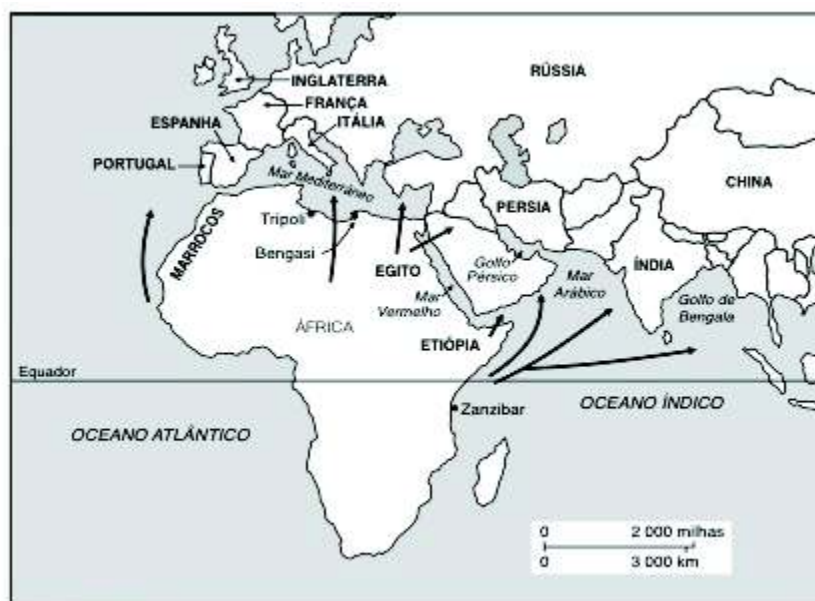 INGLATERRA
RÚSSIA
FRANÇA
ITÁLIA
ESPANHA
PORTUGAL
Mar Mediterrâneo
CHINA
PERSIA
MARROCOS
Tripoli
Bengasi
EGITO
Golfo
Pérsico
Mar
Arábico
ÍNDIA
Golfo de
Bengala
Mar
Vermelho
ÁFRICA
ETIÓPIA
Equador
Zanzibar
OCEANO ÍNDICO
OCEANO ATLÂNTICO
0 2 000 milhas
0 3 000 km